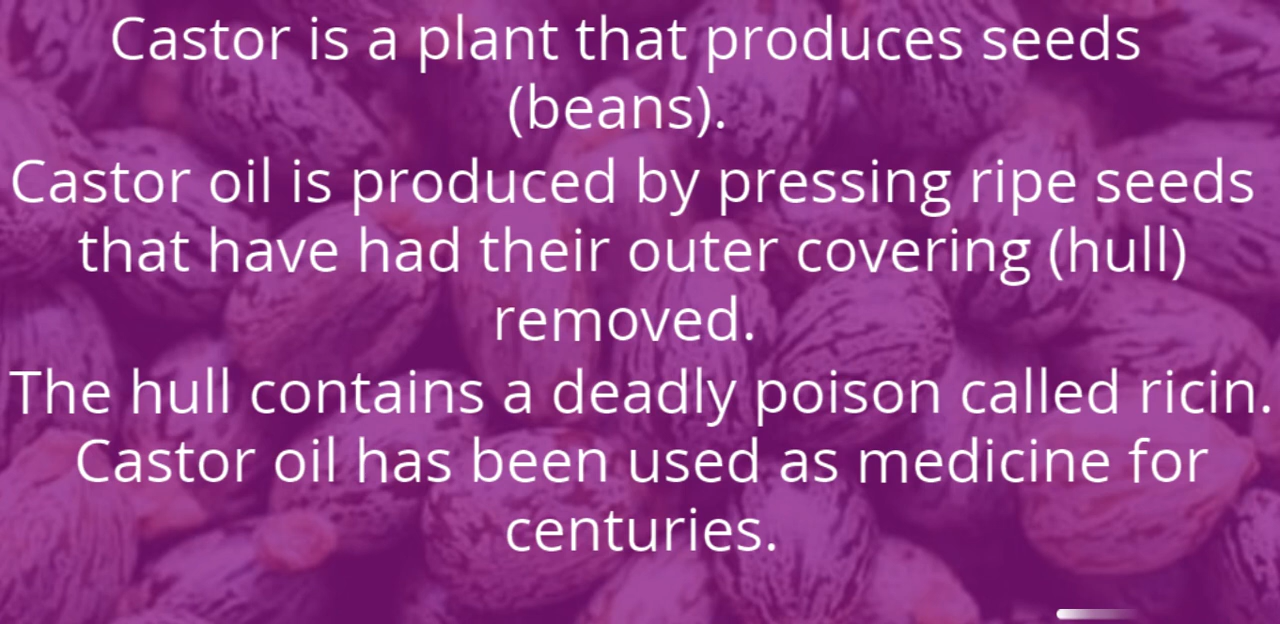 Castor is a plant that produces seeds
(beans).
Castor oil is produced by pressing ripe seeds
that have had their outer covering (hull)
removed.
The hull contains a deadly poison called ricin.
Castor oil has been used as medicine for
centuries.